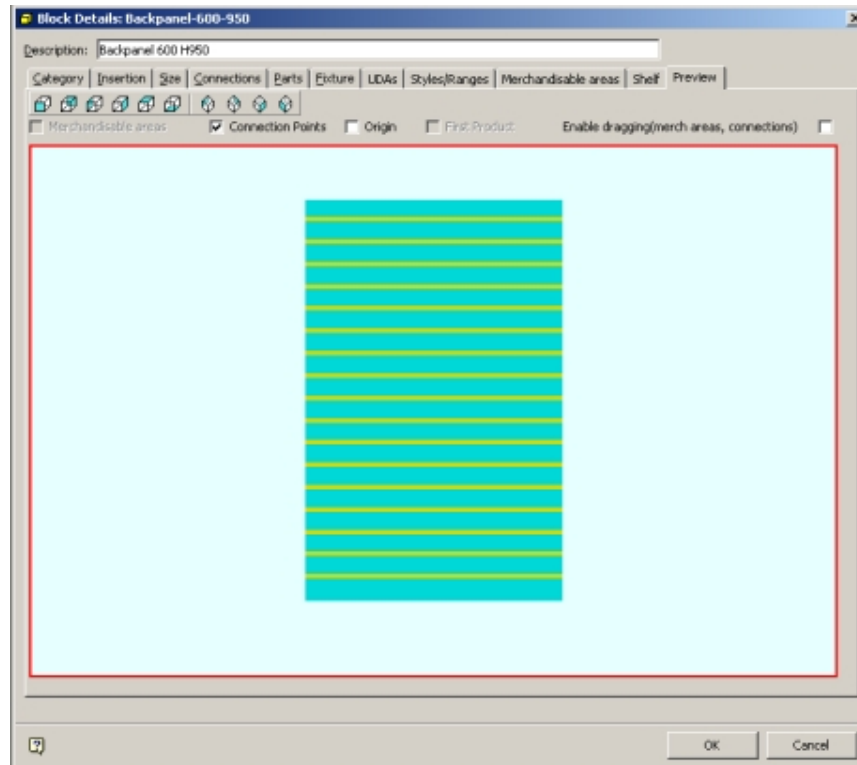 Block Details: Backpanel-600-950
Description: Backpanel 600 H950
Category Insertion Size Connections Parts Fixture UDAs Styles/Ranges Merchandisable areas Shelf Preview
Merchandisable areas Connection Points Origin First Product Enable dragging(merch areas, connections)
OK Cancel